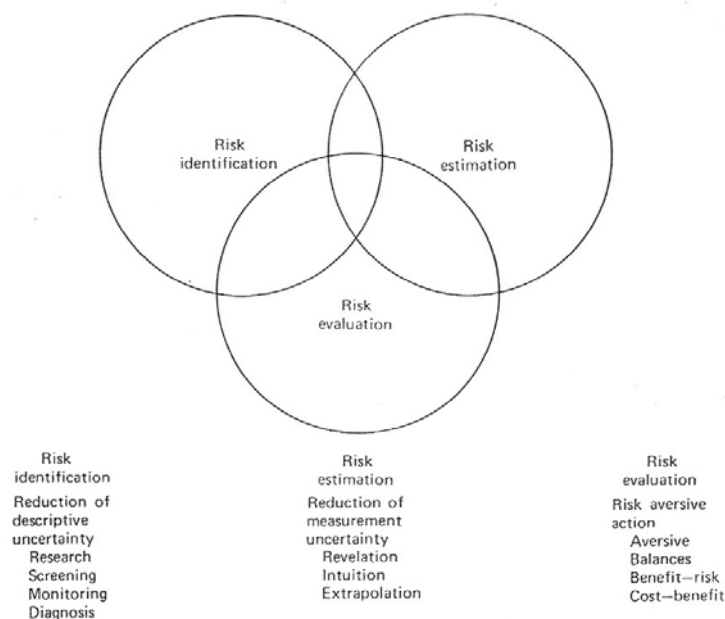 Risk
identification
Risk
estimation
Risk
evaluation
Risk
identification
Reduction of
descriptive
uncertainty
Research
Screening
Monitoring
Diagnosis
Risk
estimation
Reduction of
measurement
uncertainty
Revelation
Intuition
Extrapolation
Risk
evaluation
Risk aversive
action
Aversive
Balances
Benefit—risk
Cost—benefit